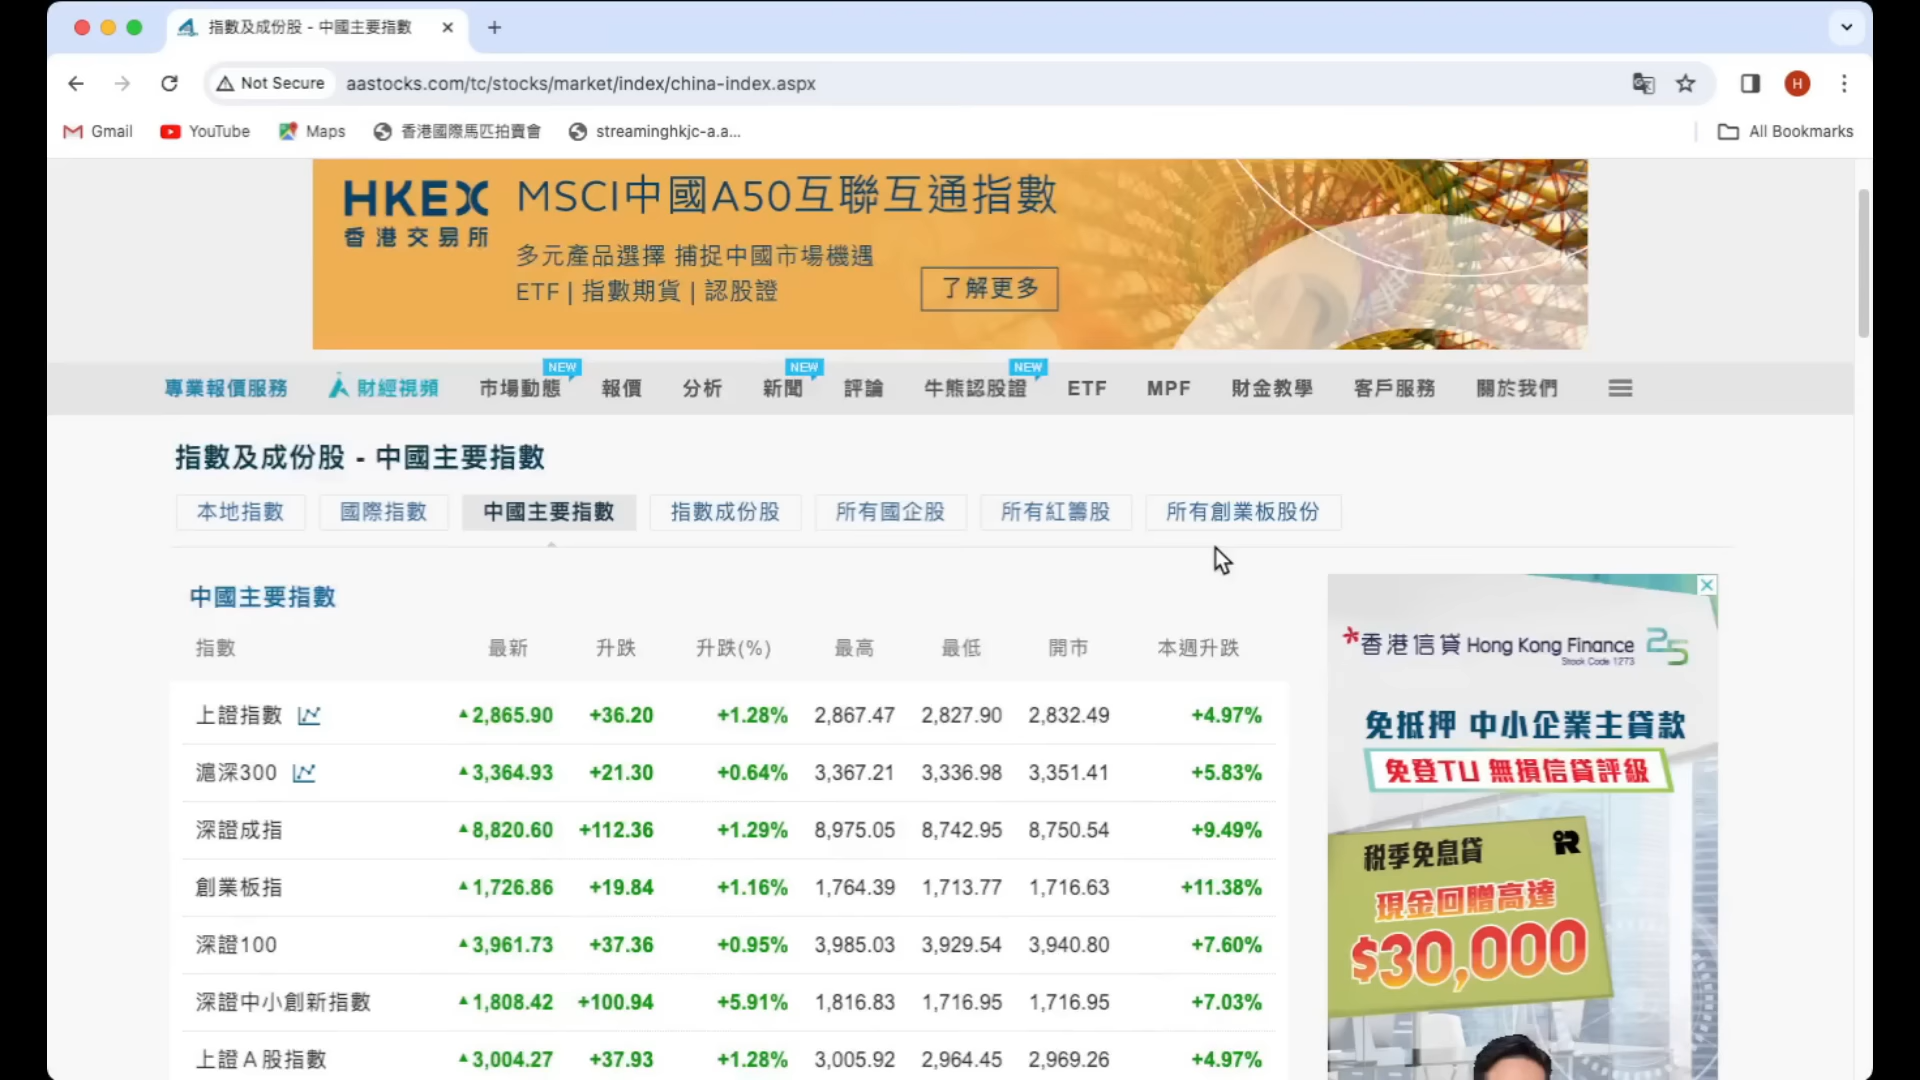 指數及成份股 - 中國主要指數
Not Secure aastocks.com/tc/stocks/market/index/china-index.aspx H
Gmail YouTube Maps 香港國際馬匹拍賣會 streaminghkjc-a.a... All Bookmarks
HKEX 香港交易所
MSCI中國A50互聯互通指數
多元產品選擇 捕捉中國市場機遇
ETF | 指數期貨 | 認股證
了解更多
NEW NEW NEW
專業報價服務 財經視頻 市場動態 報價 分析 新聞 評論 牛熊認股證 ETF MPF 財金教學 客戶服務 關於我們
指數及成份股 - 中國主要指數
本地指數 國際指數 中國主要指數 指數成份股 所有國企股 所有紅籌股 所有創業板股份
中國主要指數
指數 最新 升跌 升跌(%) 最高 最低 開市 本週升跌
上證指數 2,865.90 +36.20 +1.28% 2,867.47 2,827.90 2,832.49 +4.97%
滬深300 3,364.93 +21.30 +0.64% 3,367.21 3,336.98 3,351.41 +5.83%
深證成指 8,820.60 +112.36 +1.29% 8,975.05 8,742.95 8,750.54 +9.49%
創業板指 1,726.86 +19.84 +1.16% 1,764.39 1,713.77 1,716.63 +11.38%
深證100 3,961.73 +37.36 +0.95% 3,985.03 3,929.54 3,940.80 +7.60%
深證中小創新指數 1,808.42 +100.94 +5.91% 1,816.83 1,716.95 1,716.95 +7.03%
上證Ａ股指數 3,004.27 +37.93 +1.28% 3,005.92 2,964.45 2,969.26 +4.97%
香港信貸 Hong Kong Finance 25
Stock Code 1273
免抵押 中小企業主貸款
免登TU 無損信貸評級
稅季免息貸
現金回贈高達
$30,000